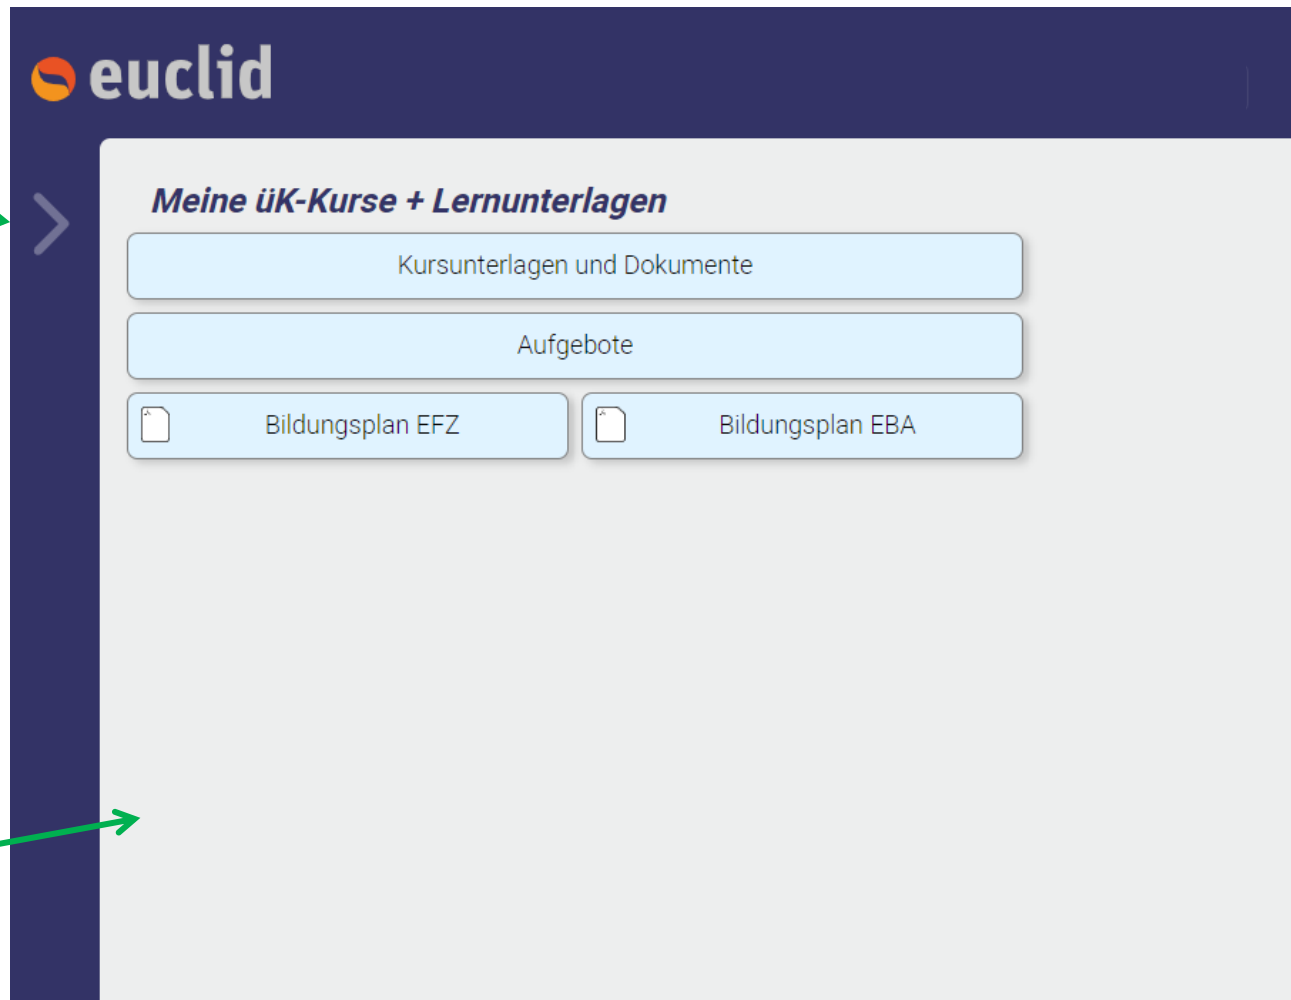 euclid
Meine üK-Kurse + Lernunterlagen
Kursunterlagen und Dokumente
Aufgebote
Bildungsplan EFZ
Bildungsplan EBA